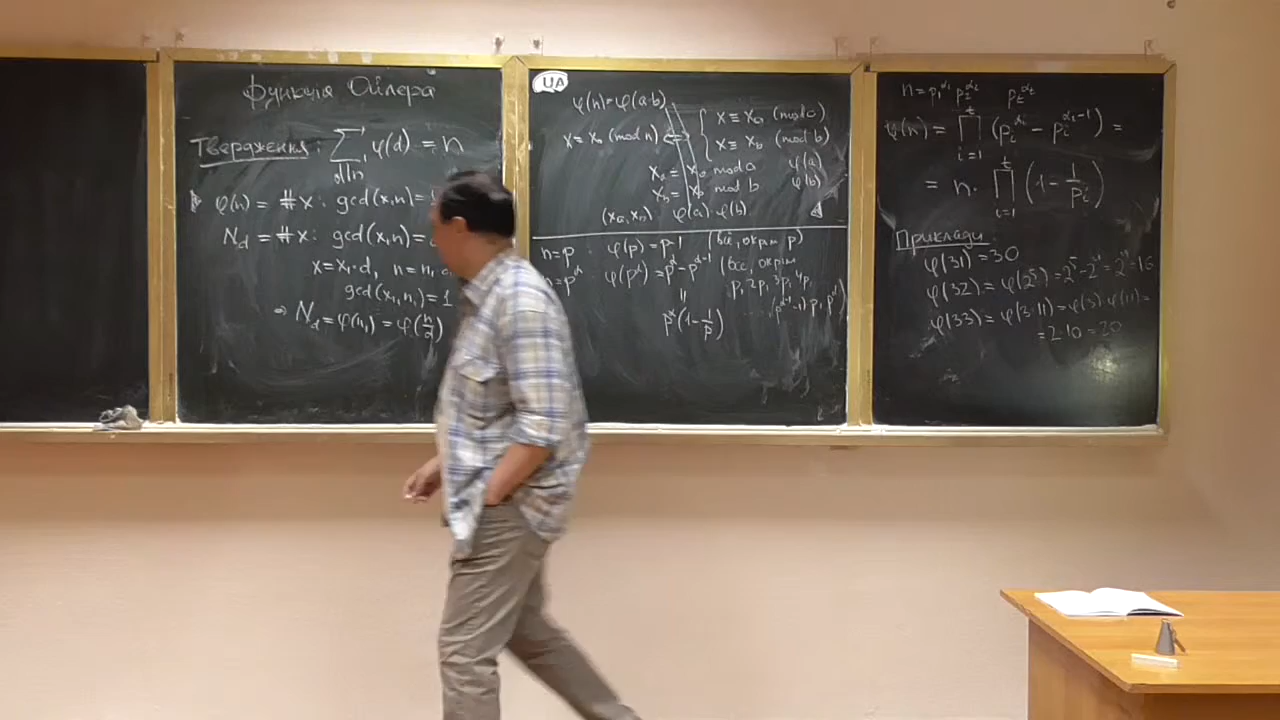 Функція Ойлера
Твердження: ∑ φ(d) = n
d|n
φ(n) = #x: gcd(x,n) =
N_d = #x: gcd(x,n) =
x=x₁·d, n=n₁
gcd(x₁,n₁)=1
⇒ N_d = φ(n₁) = φ(n/d)
UA
φ(n)=φ(a·b)
x ≡ x₀ (mod n) ⇔ { x ≡ x_a (mod a)
x ≡ x_b (mod b)
x_a = x₀ mod a φ(a)
x_b = x₀ mod b φ(b)
(x_a, x_b) φ(a)·φ(b)
n=p : φ(p)=p-1 (всі, окрім p)
n=p^α φ(p^α)=p^α-p^(α-1) (всі, окрім
p, 2p, 3p, 4p,
... (p^(α-1)-1)p, p^α)
p^α(1-1/p)
n=p₁^α₁ p₂^α₂ p_t^α_t
φ(n) = ∏_{i=1}^t (p_i^α_i - p_i^(α_i-1)) =
= n · ∏_{i=1}^t (1 - 1/p_i)
Приклади:
φ(31)=30
φ(32)=φ(2⁵)=2⁵-2⁴=2⁴=16
φ(33)=φ(3·11)=φ(3)·φ(11)=
=2·10=20